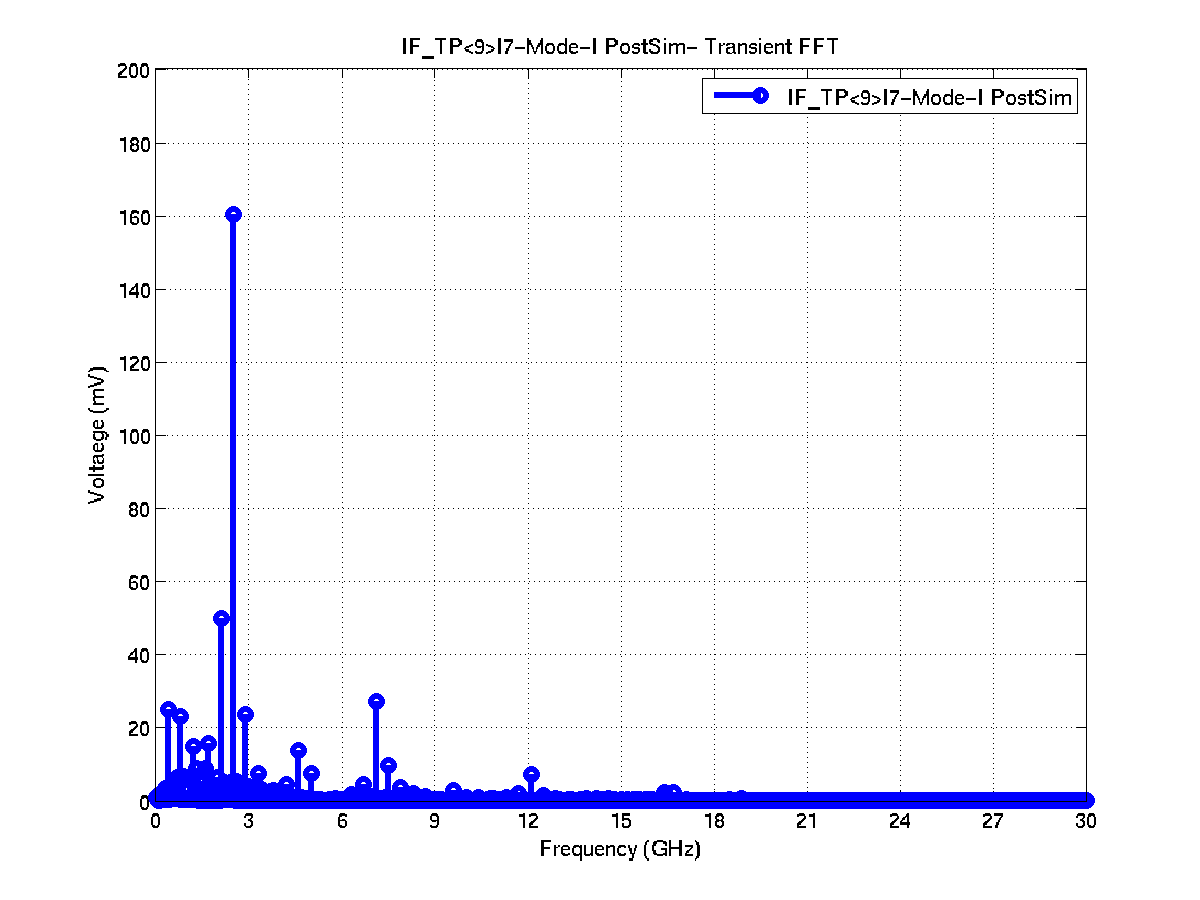 IF_TP<9>I7-Mode-I PostSim- Transient FFT
IF_TP<9>I7-Mode-I PostSim
200
180
160
140
120
100
80
60
40
20
0
Voltaege (mV)
0 3 6 9 12 15 18 21 24 27 30
Frequency (GHz)